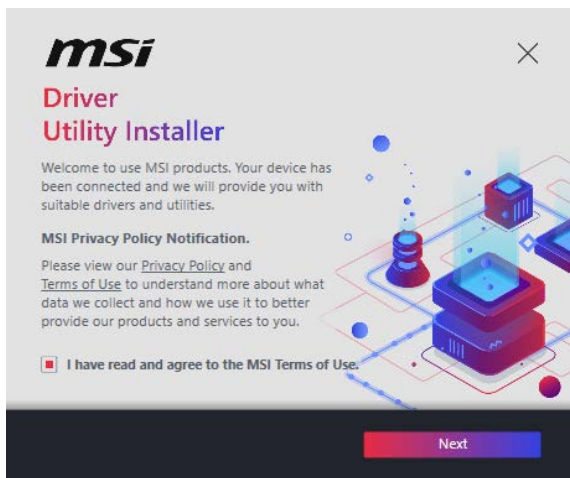 msi
Driver
Utility Installer
Welcome to use MSI products. Your device has
been connected and we will provide you with
suitable drivers and utilities.
MSI Privacy Policy Notification.
Please view our Privacy Policy and
Terms of Use to understand more about what
data we collect and how we use it to better
provide our products and services to you.
I have read and agree to the MSI Terms of Use.
Next